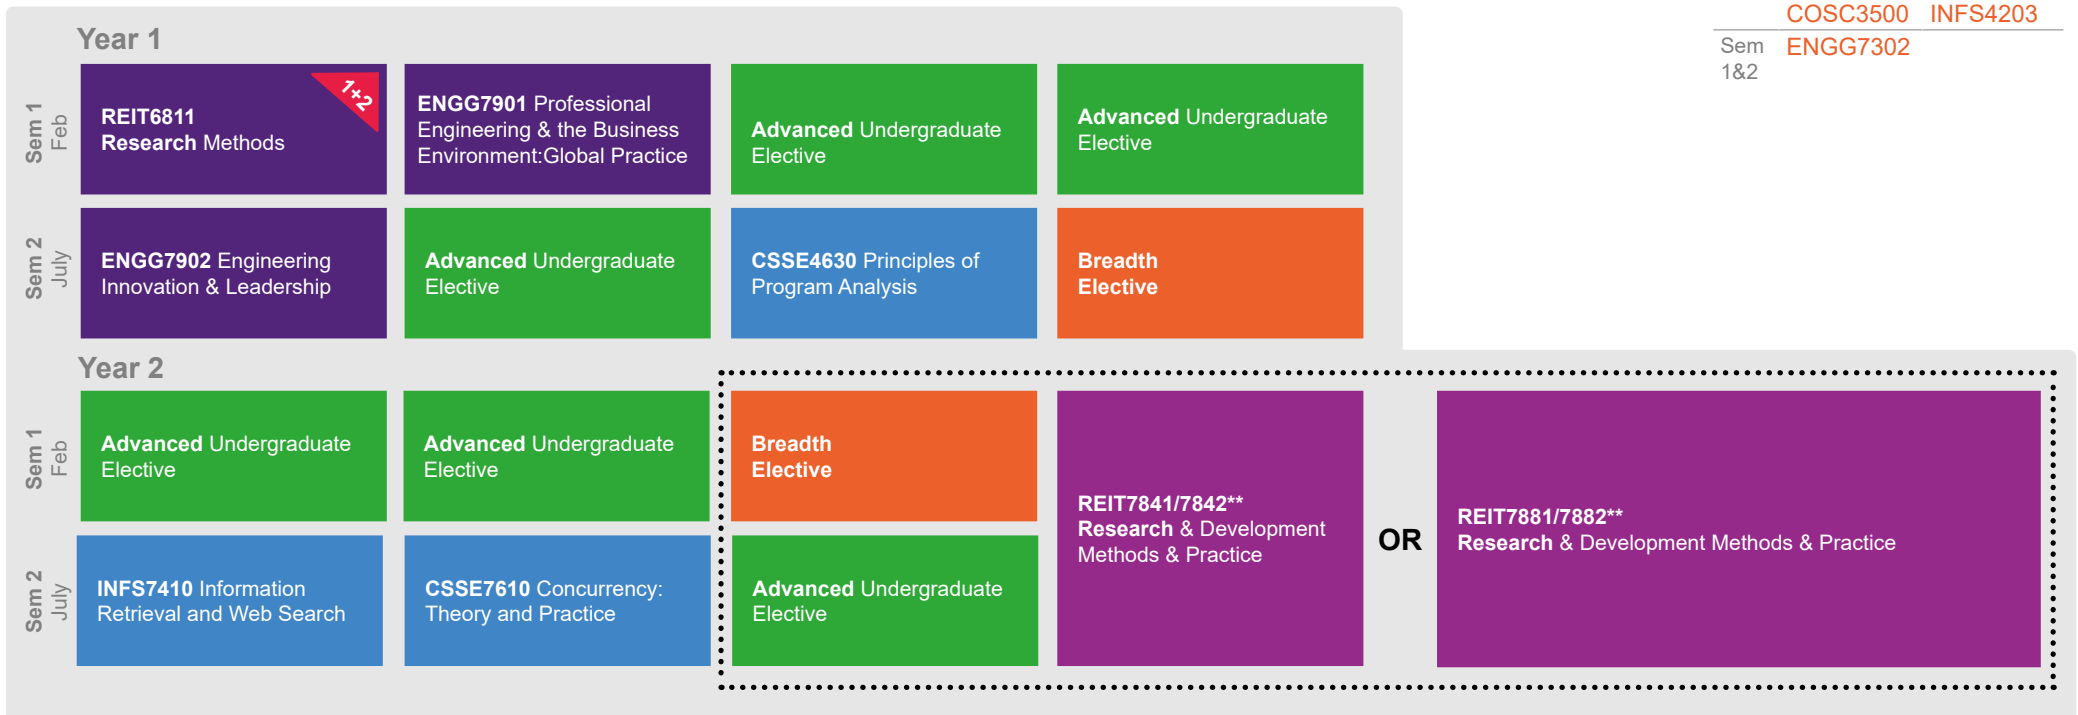 COSC3500 INFS4203
Sem
1&2
ENGG7302
Year 1
Sem 1
Feb
REIT6811
Research Methods
1+2
ENGG7901 Professional
Engineering & the Business
Environment:Global Practice
Advanced Undergraduate
Elective
Advanced Undergraduate
Elective
Sem 2
July
ENGG7902 Engineering
Innovation & Leadership
Advanced Undergraduate
Elective
CSSE4630 Principles of
Program Analysis
Breadth
Elective
Year 2
Sem 1
Feb
Advanced Undergraduate
Elective
Advanced Undergraduate
Elective
Breadth
Elective
REIT7841/7842**
Research & Development
Methods & Practice
OR
REIT7881/7882**
Research & Development Methods & Practice
Sem 2
July
INFS7410 Information
Retrieval and Web Search
CSSE7610 Concurrency:
Theory and Practice
Advanced Undergraduate
Elective